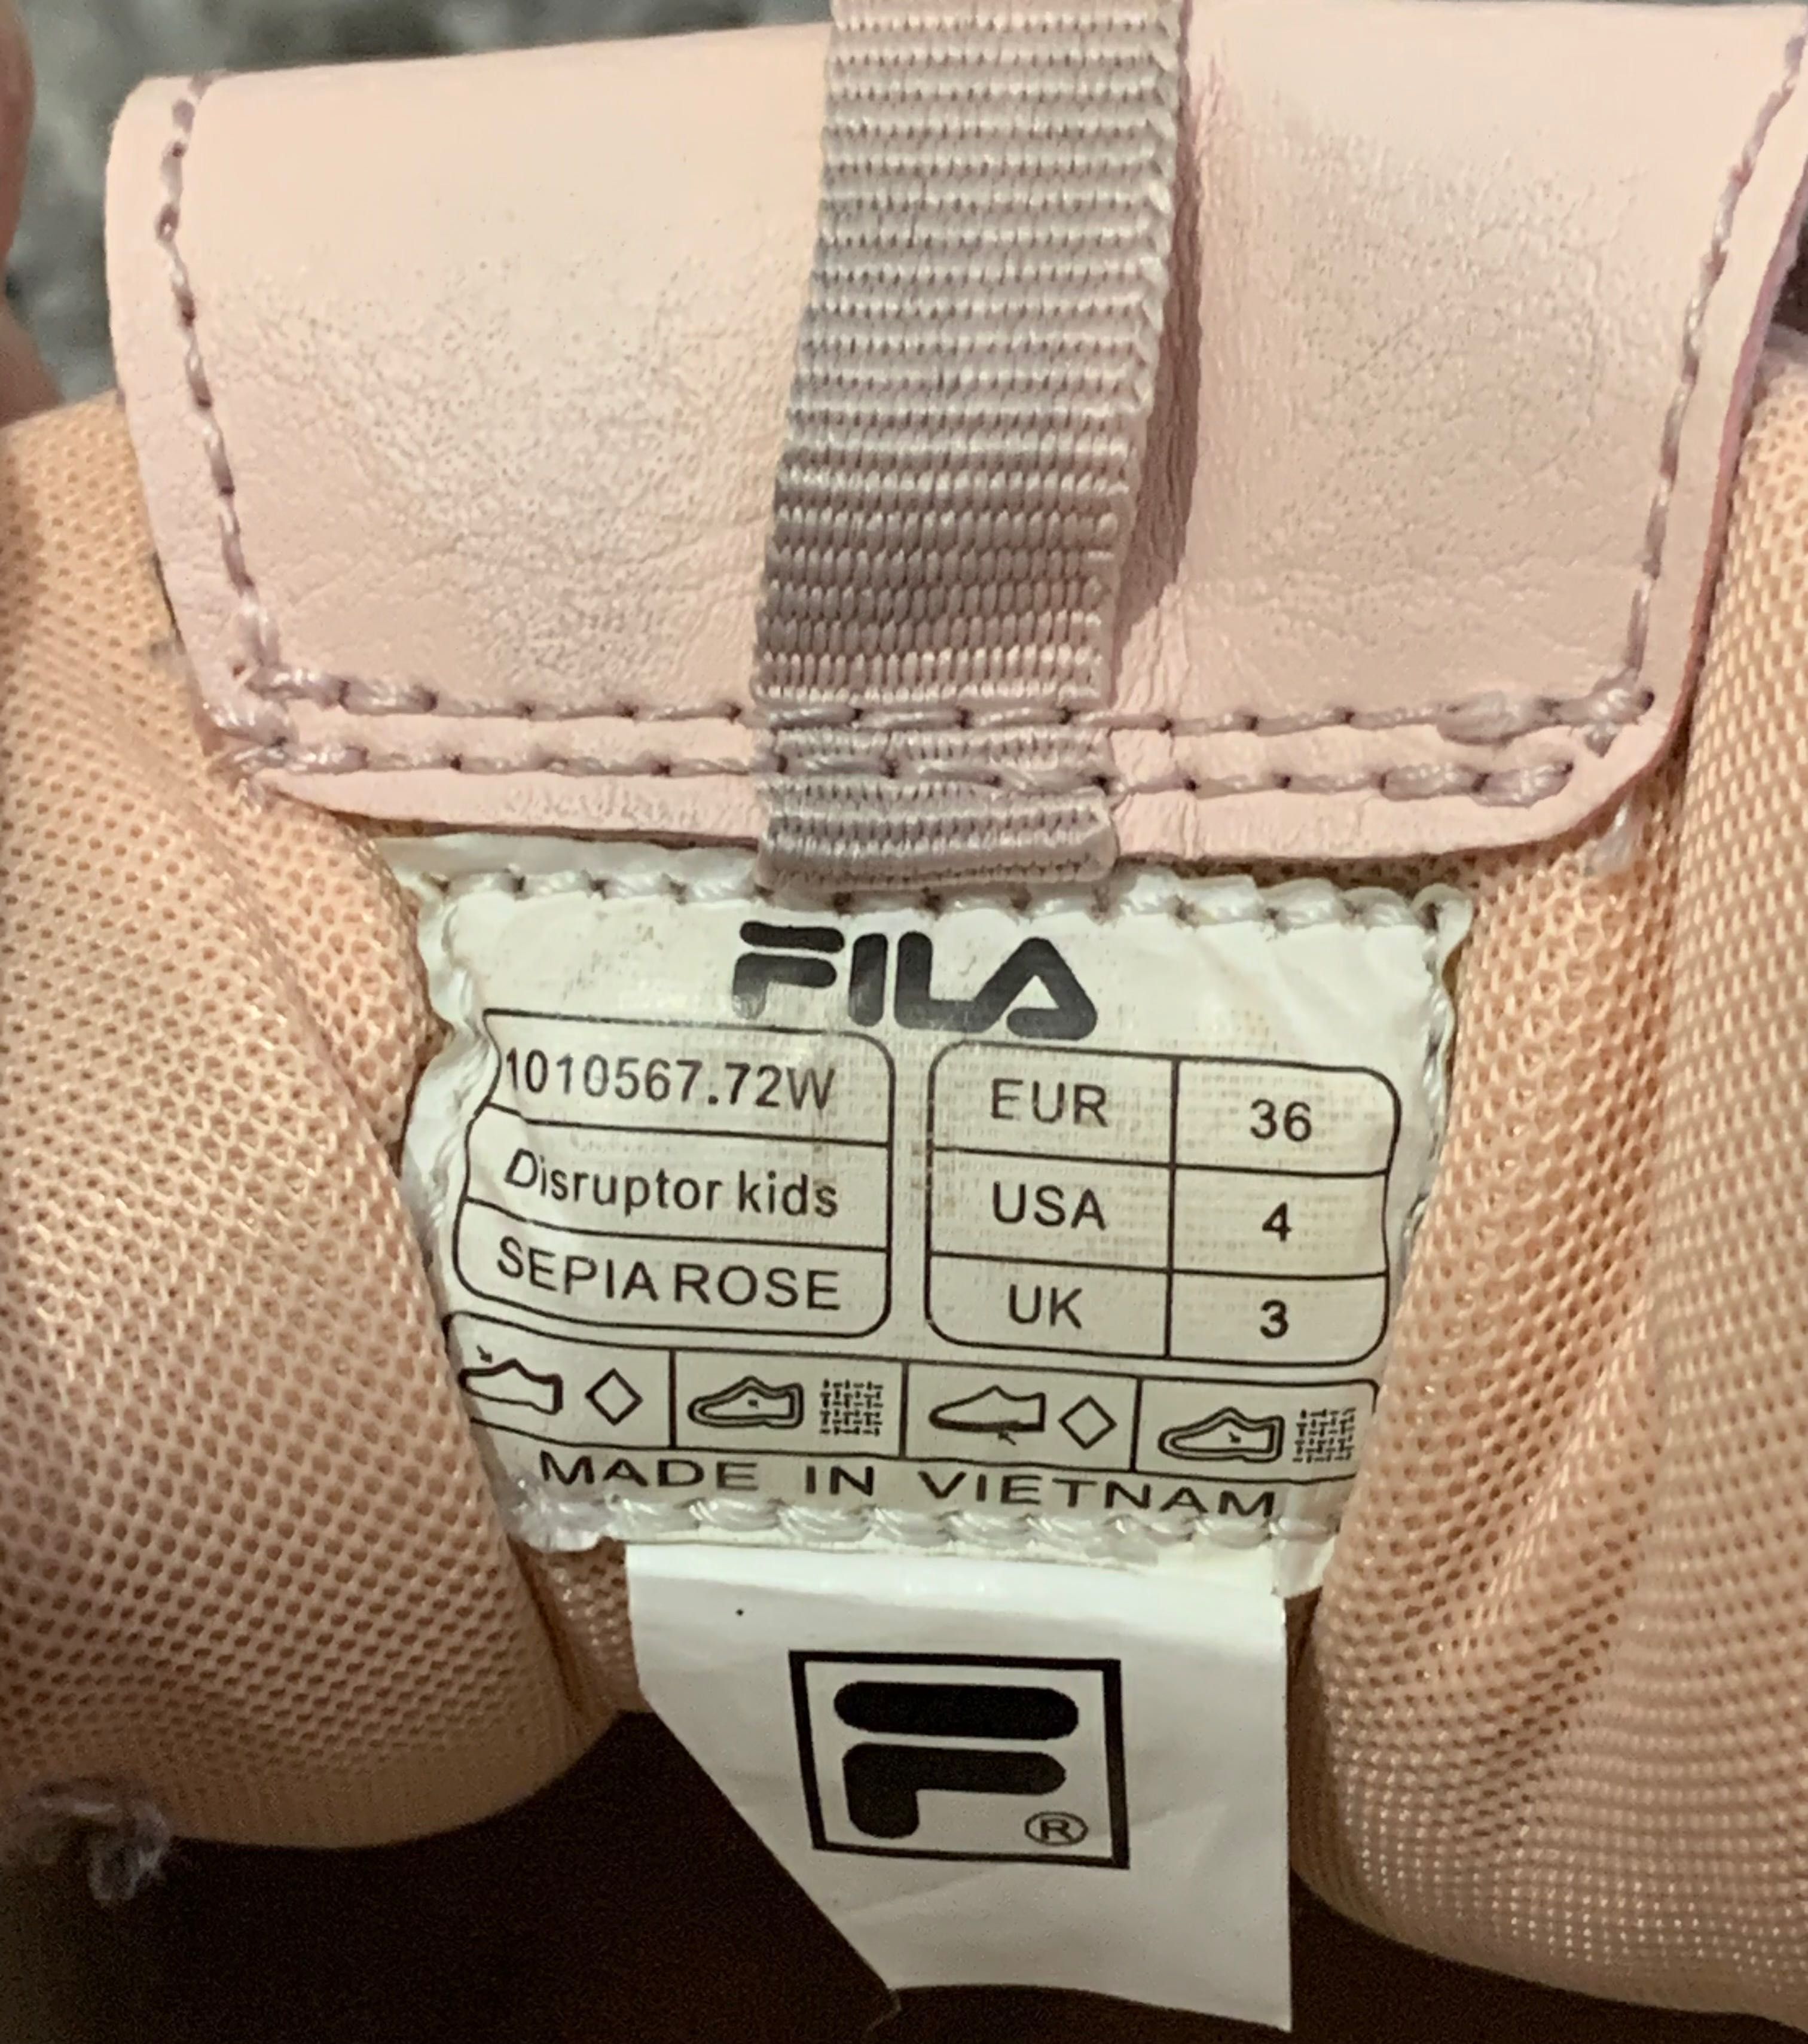 FILA
1010567.72W
Disruptor kids
SEPIA ROSE
EUR 36
USA 4
UK 3
MADE IN VIETNAM
F
®